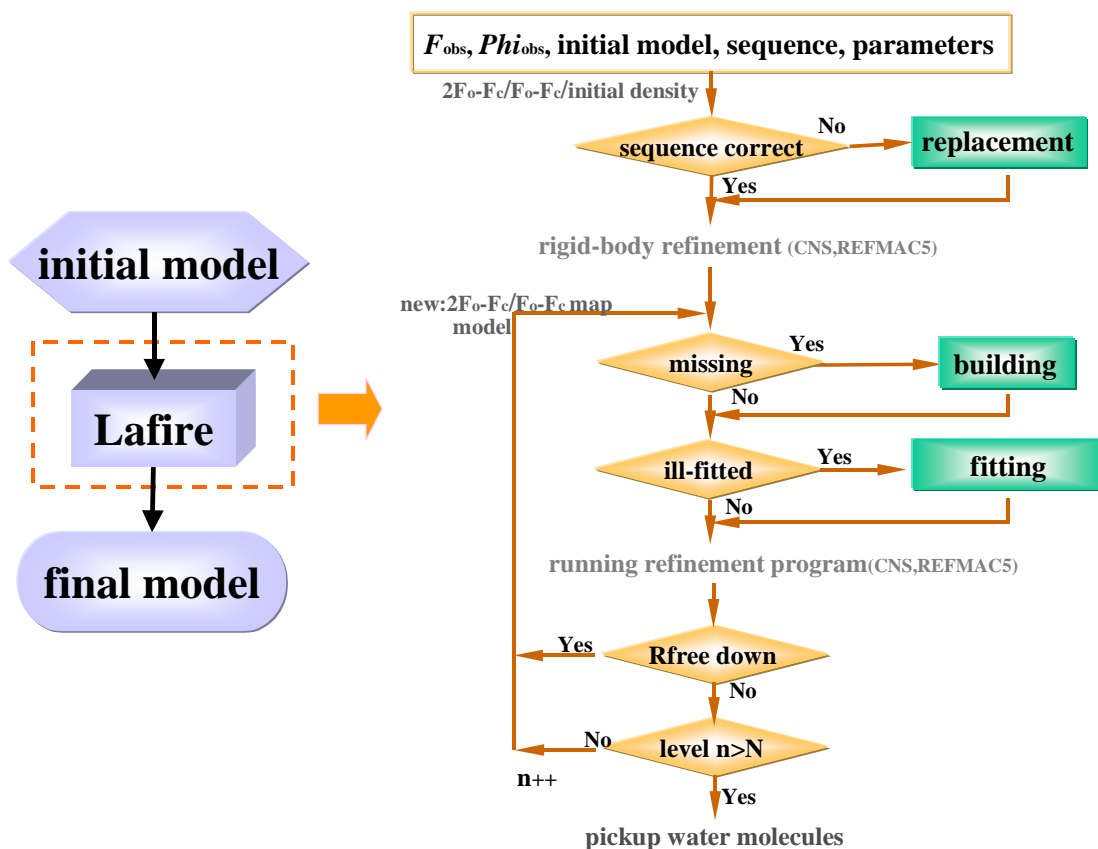 initial model
Lafire
final model
Fobs, Phiobs, initial model, sequence, parameters
2Fo-Fc/Fo-Fc/initial density
sequence correct
No
replacement
Yes
rigid-body refinement (CNS,REFMAC5)
new:2Fo-Fc/Fo-Fc map
model
missing
Yes
building
No
ill-fitted
Yes
fitting
No
running refinement program(CNS,REFMAC5)
Rfree down
Yes
No
level n>N
No
n++
Yes
pickup water molecules